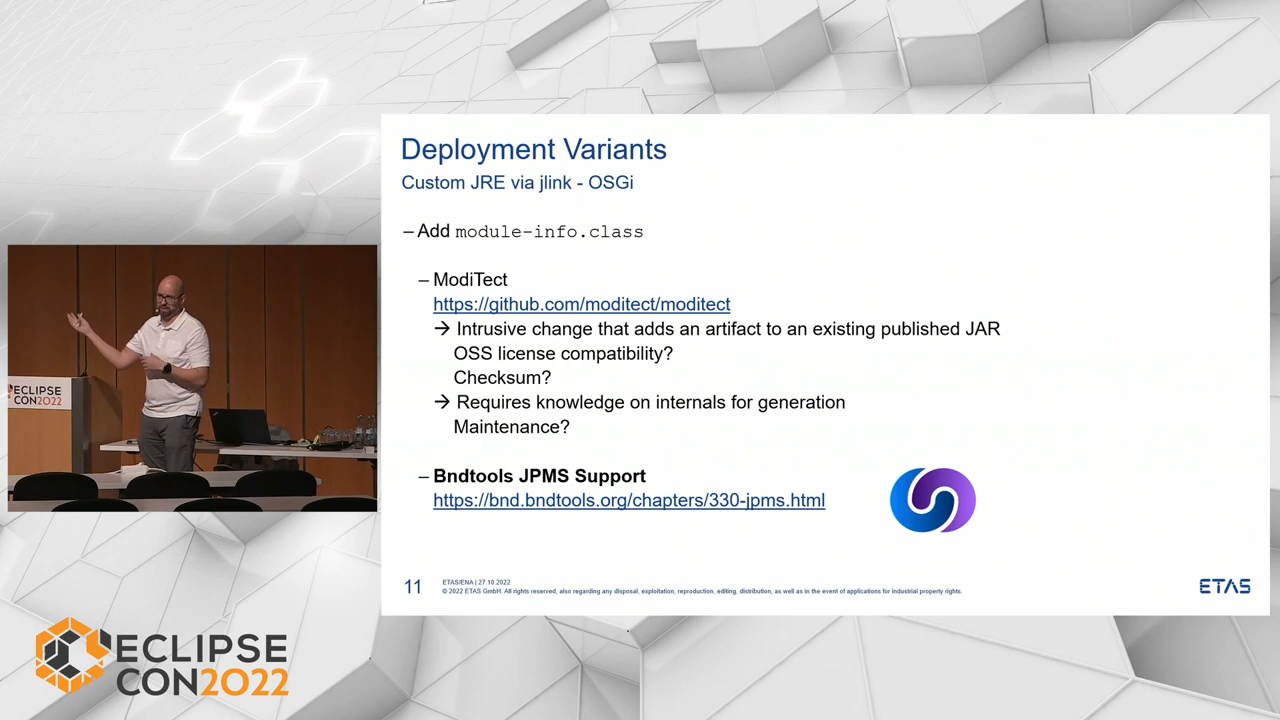 Deployment Variants
Custom JRE via jlink - OSGi
– Add module-info.class
– ModiTect
https://github.com/moditect/moditect
→ Intrusive change that adds an artifact to an existing published JAR
OSS license compatibility?
Checksum?
→ Requires knowledge on internals for generation
Maintenance?
– Bndtools JPMS Support
https://bnd.bndtools.org/chapters/330-jpms.html
11
ETAS/ENA | 27.10.2022
© 2022 ETAS GmbH. All rights reserved, also regarding any disposal, exploitation, reproduction, editing, distribution, as well as in the event of applications for industrial property rights.
ETAS
ECLIPSE
CON2022
ECLIPSE
CON2022